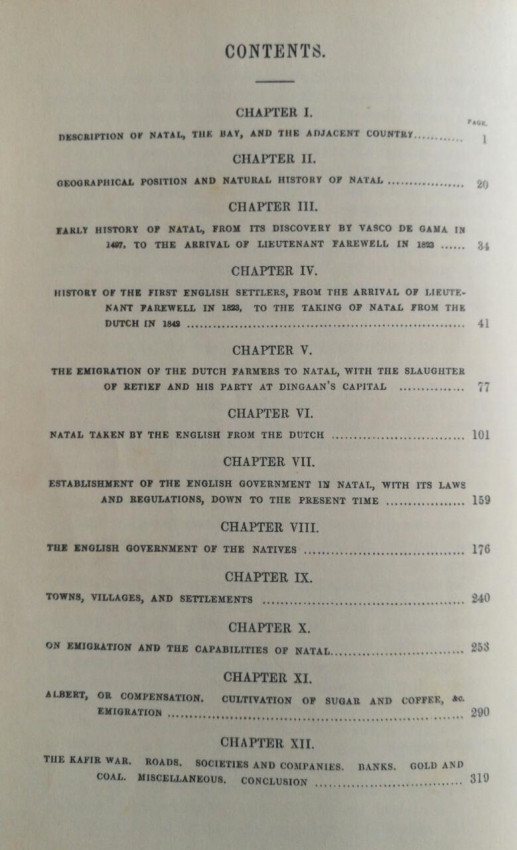 CONTENTS.
CHAPTER I.
PAGE.
DESCRIPTION OF NATAL, THE BAY, AND THE ADJACENT COUNTRY............ 1
CHAPTER II.
GEOGRAPHICAL POSITION AND NATURAL HISTORY OF NATAL .................. 20
CHAPTER III.
EARLY HISTORY OF NATAL, FROM ITS DISCOVERY BY VASCO DE GAMA IN
1497, TO THE ARRIVAL OF LIEUTENANT FAREWELL IN 1823 ...... 34
CHAPTER IV.
HISTORY OF THE FIRST ENGLISH SETTLERS, FROM THE ARRIVAL OF LIEUTE-
NANT FAREWELL IN 1823, TO THE TAKING OF NATAL FROM THE
DUTCH IN 1842 ................................................................ 41
CHAPTER V.
THE EMIGRATION OF THE DUTCH FARMERS TO NATAL, WITH THE SLAUGHTER
OF RETIEF AND HIS PARTY AT DINGAAN'S CAPITAL ............... 77
CHAPTER VI.
NATAL TAKEN BY THE ENGLISH FROM THE DUTCH ............................... 101
CHAPTER VII.
ESTABLISHMENT OF THE ENGLISH GOVERNMENT IN NATAL, WITH ITS LAWS
AND REGULATIONS, DOWN TO THE PRESENT TIME .................. 159
CHAPTER VIII.
THE ENGLISH GOVERNMENT OF THE NATIVES ..................................... 176
CHAPTER IX.
TOWNS, VILLAGES, AND SETTLEMENTS .............................................. 240
CHAPTER X.
ON EMIGRATION AND THE CAPABILITIES OF NATAL............................... 253
CHAPTER XI.
ALBERT, OR COMPENSATION. CULTIVATION OF SUGAR AND COFFEE, &c.
EMIGRATION .................................................................... 290
CHAPTER XII.
THE KAFIR WAR. ROADS. SOCIETIES AND COMPANIES. BANKS. GOLD AND
COAL. MISCELLANEOUS. CONCLUSION .................................. 319